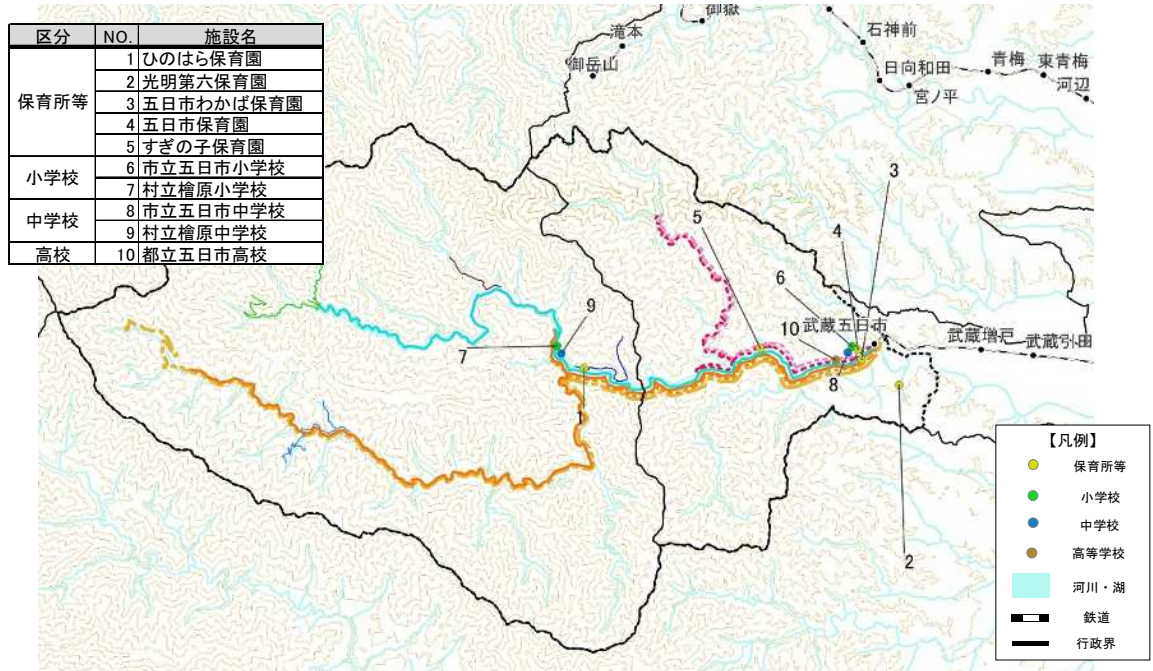 区分 NO. 施設名
保育所等
1 ひのはら保育園
2 光明第六保育園
3 五日市わかば保育園
4 五日市保育園
5 すぎの子保育園
小学校
6 市立五日市小学校
7 村立檜原小学校
中学校
8 市立五日市中学校
9 村立檜原中学校
高校 10 都立五日市高校
御嶽
滝本
御岳山
石神前
日向和田
宮ノ平
青梅
東青梅
河辺
3
5
4
6
10
武蔵五日市
武蔵増戸
武蔵引田
9
7
8
1
2
【凡例】
保育所等
小学校
中学校
高等学校
河川・湖
鉄道
行政界